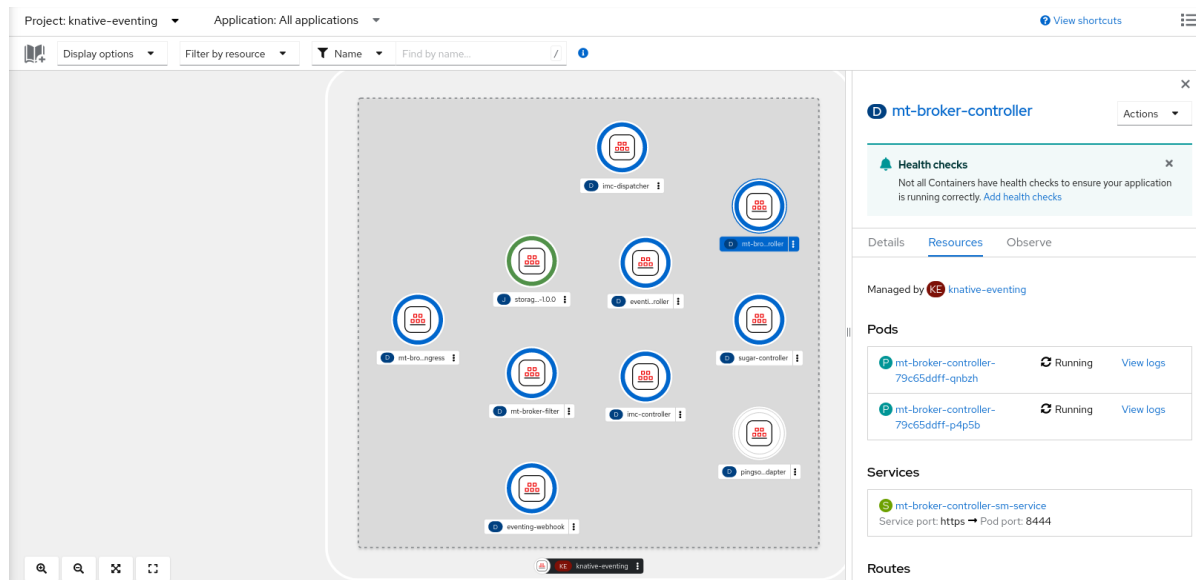 Project: knative-eventing
Application: All applications
View shortcuts
Display options
Filter by resource
Name
Find by name...
/
D mt-broker-controller
Actions
Health checks
Not all Containers have health checks to ensure your application
is running correctly. Add health checks
Details Resources Observe
Managed by KE knative-eventing
Pods
P mt-broker-controller-
79c65ddff-qnbzh
Running
View logs
P mt-broker-controller-
79c65ddff-p4p5b
Running
View logs
Services
S mt-broker-controller-sm-service
Service port: https → Pod port: 8444
Routes
D imc-dispatcher
D mt-bro...roller
J storag...-1.0.0
D eventi...roller
D mt-bro...ngress
D sugar-controller
D mt-broker-filter
D imc-controller
D pingso...dapter
D eventing-webhook
KE knative-eventing